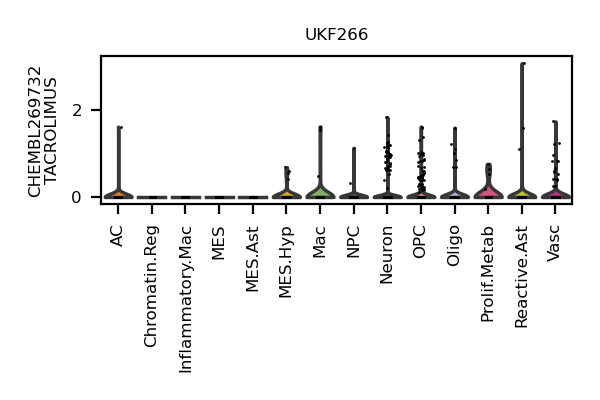 UKF266
CHEMBL269732
TACROLIMUS
2
0
AC
Chromatin.Reg
Inflammatory.Mac
MES
MES.Ast
MES.Hyp
Mac
NPC
Neuron
OPC
Oligo
Prolif.Metab
Reactive.Ast
Vasc